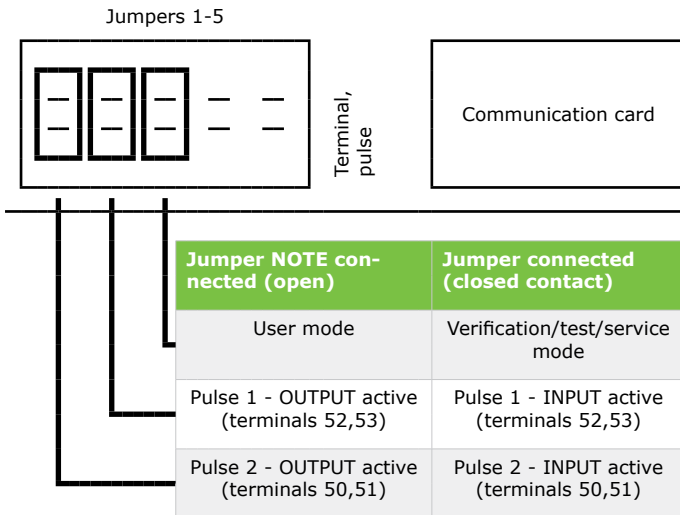 Jumpers 1-5
Terminal,
pulse
Communication card
Jumper NOTE con-
nected (open)
Jumper connected
(closed contact)
User mode
Verification/test/service
mode
Pulse 1 - OUTPUT active
(terminals 52,53)
Pulse 1 - INPUT active
(terminals 52,53)
Pulse 2 - OUTPUT active
(terminals 50,51)
Pulse 2 - INPUT active
(terminals 50,51)